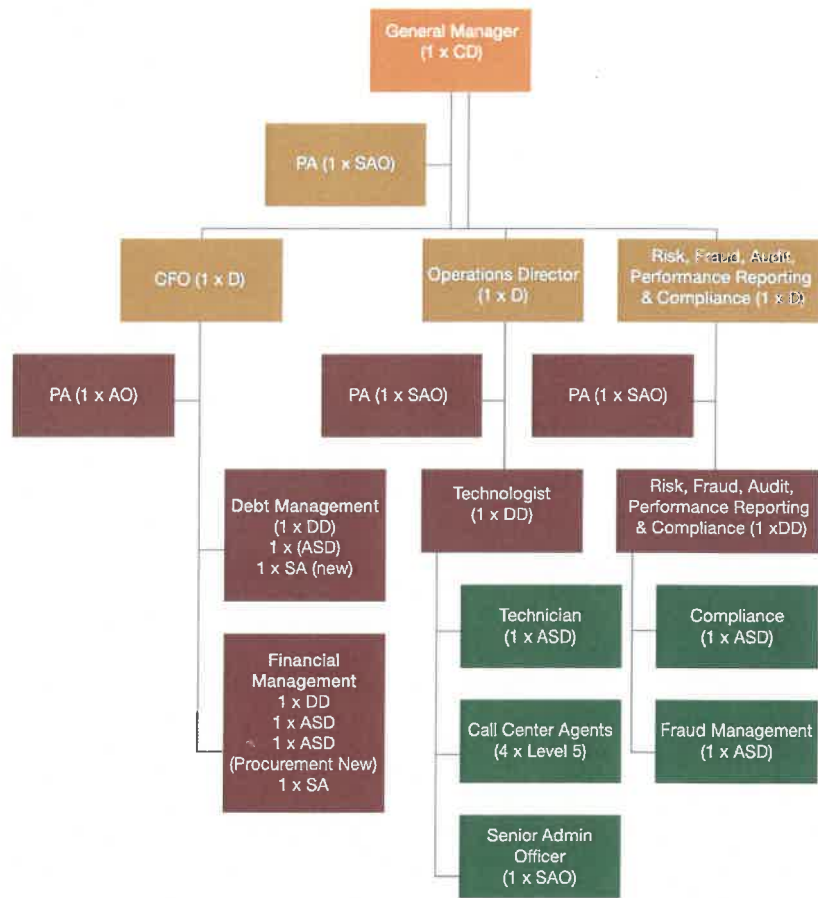 General Manager
(1 x CD)
PA (1 x SAO)
CFO (1 x D)
Operations Director
(1 x D)
Risk, Fraud, Audit,
Performance Reporting
& Compliance (1 x D)
PA (1 x AO)
PA (1 x SAO)
PA (1 x SAO)
Debt Management
(1 x DD)
1 x (ASD)
1 x SA (new)
Technologist
(1 x DD)
Risk, Fraud, Audit,
Performance Reporting
& Compliance (1 xDD)
Financial
Management
1 x DD
1 x ASD
1 x ASD
(Procurement New)
1 x SA
Technician
(1 x ASD)
Compliance
(1 x ASD)
Call Center Agents
(4 x Level 5)
Fraud Management
(1 x ASD)
Senior Admin
Officer
(1 x SAO)